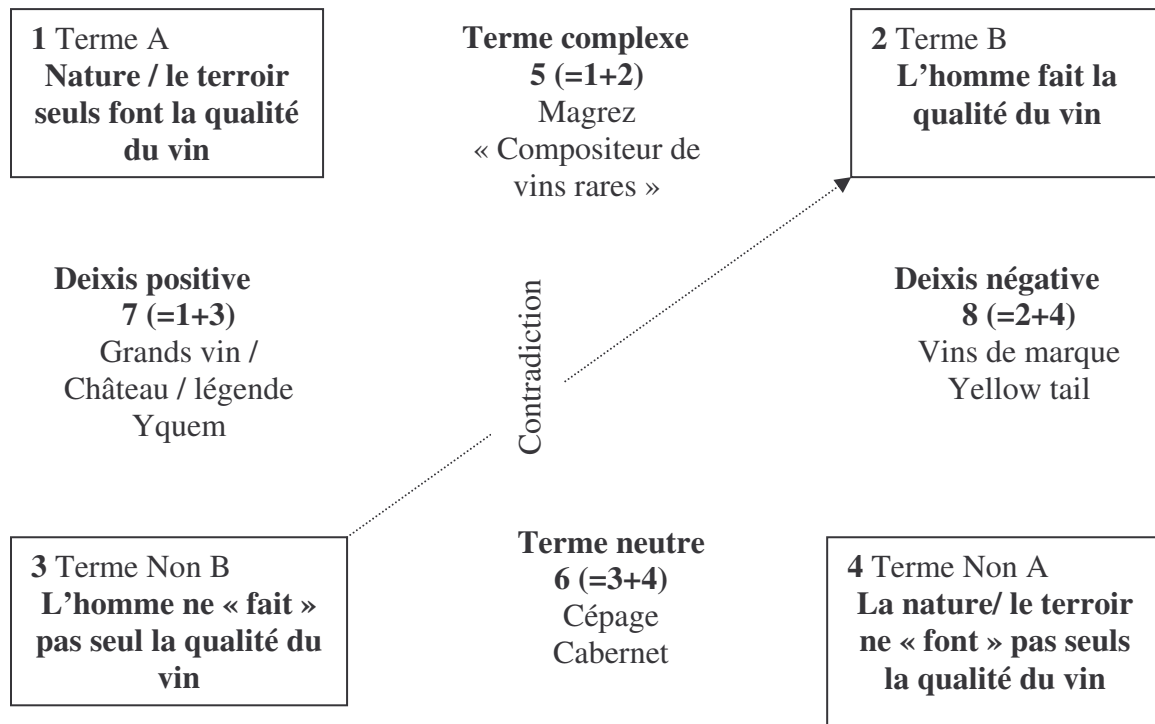 1 Terme A
Nature / le terroir
seuls font la qualité
du vin
Terme complexe
5 (=1+2)
Magrez
« Compositeur de
vins rares »
2 Terme B
L'homme fait la
qualité du vin
Deixis positive
7 (=1+3)
Grands vin /
Château / légende
Yquem
Contradiction
Deixis négative
8 (=2+4)
Vins de marque
Yellow tail
3 Terme Non B
L'homme ne « fait »
pas seul la qualité du
vin
Terme neutre
6 (=3+4)
Cépage
Cabernet
4 Terme Non A
La nature/ le terroir
ne « font » pas seuls
la qualité du vin